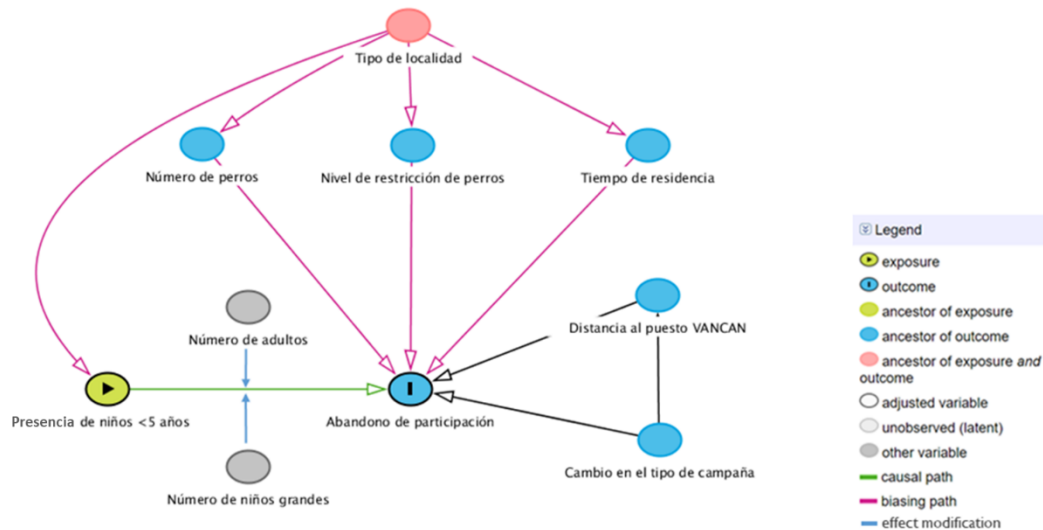 Tipo de localidad
Número de perros
Nivel de restricción de perros
Tiempo de residencia
Distancia al puesto VANCAN
Número de adultos
Presencia de niños <5 años
Abandono de participación
Cambio en el tipo de campaña
Número de niños grandes
Legend
exposure
outcome
ancestor of exposure
ancestor of outcome
ancestor of exposure and
outcome
adjusted variable
unobserved (latent)
other variable
causal path
biasing path
effect modification